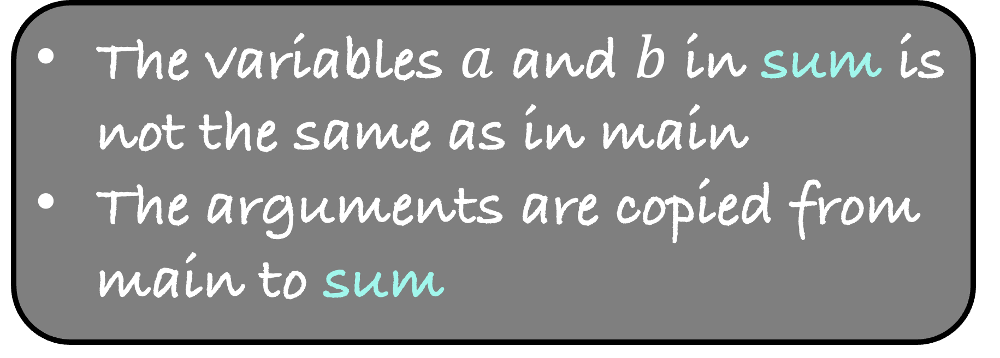 • The variables a and b in sum is
not the same as in main
• The arguments are copied from
main to sum